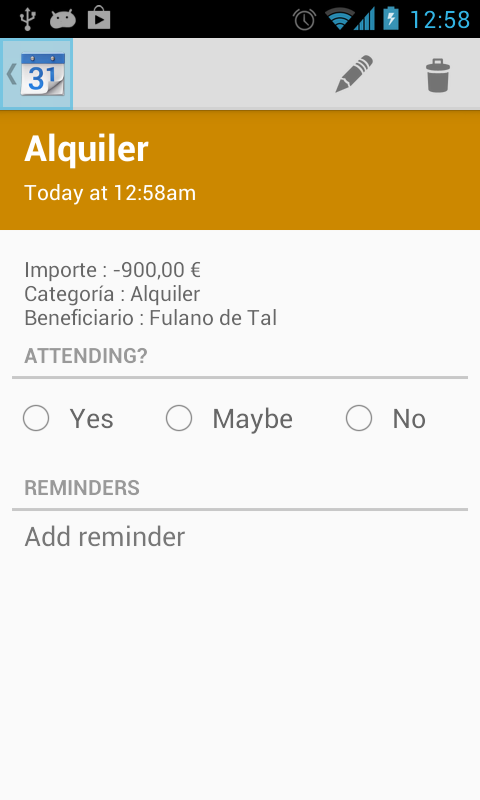 12:58
31
Alquiler
Today at 12:58am
Importe : -900,00 €
Categoría : Alquiler
Beneficiario : Fulano de Tal
ATTENDING?
Yes Maybe No
REMINDERS
Add reminder